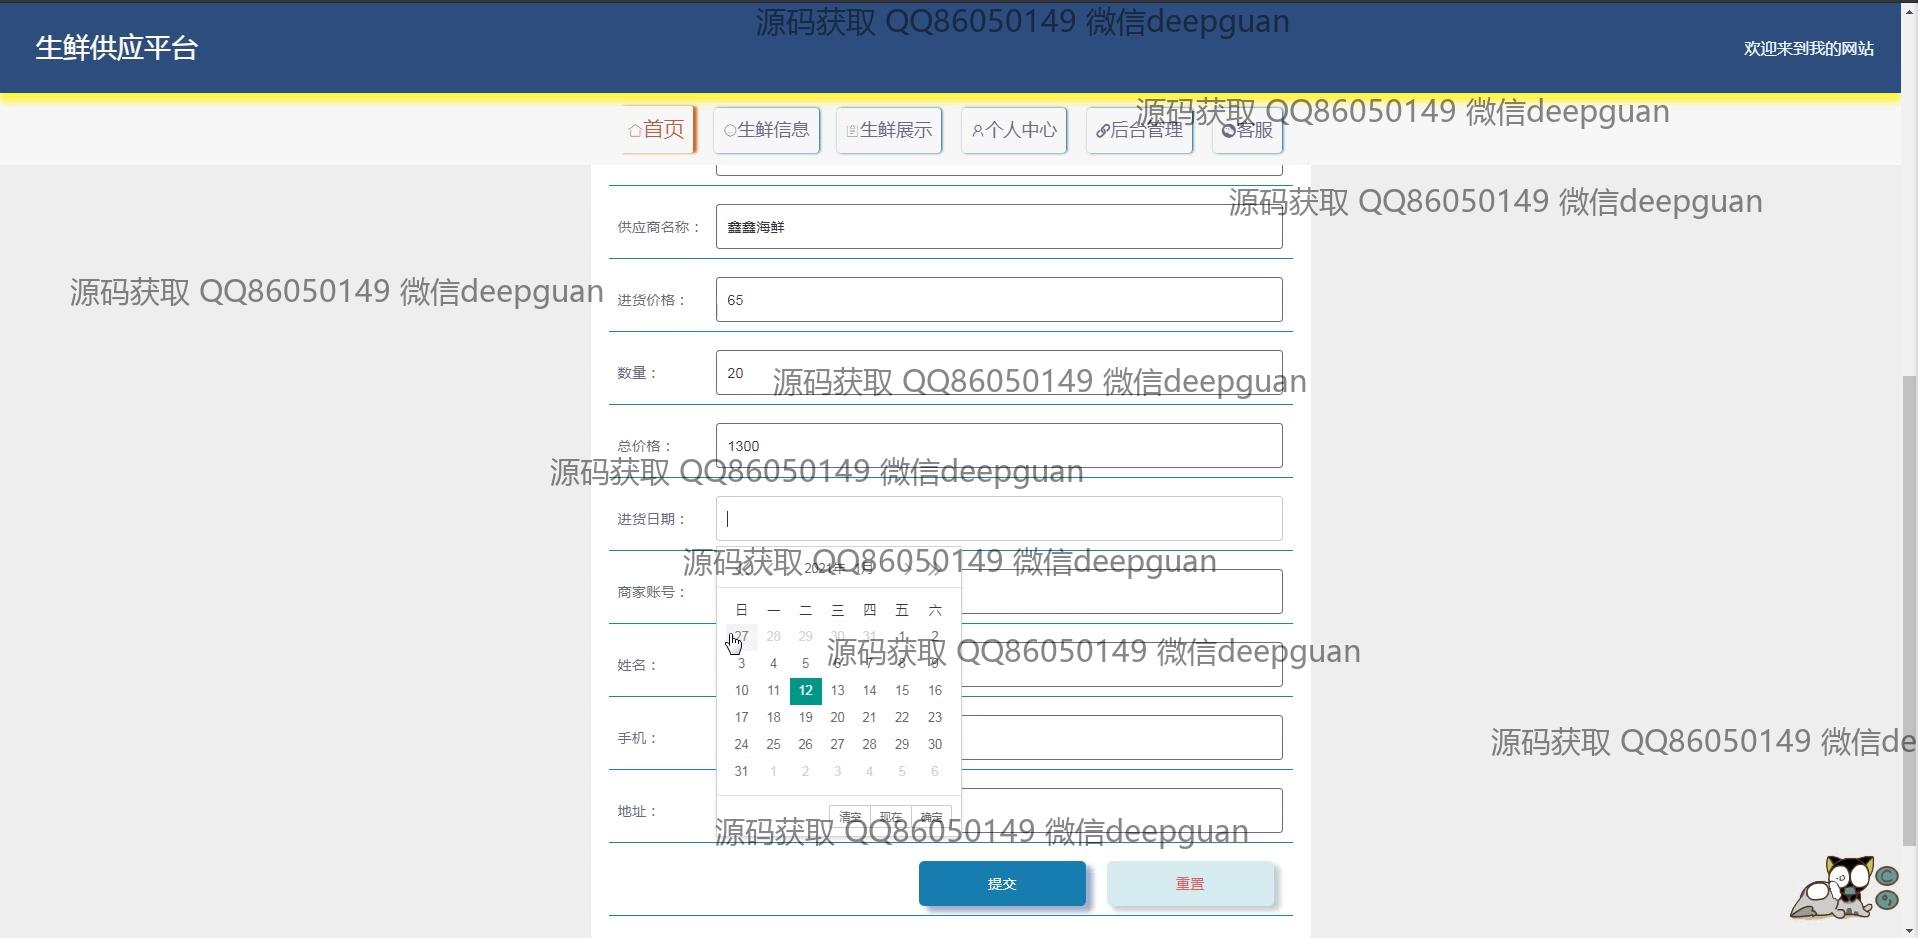 源码获取 QQ86050149 微信deepguan
生鲜供应平台
欢迎来到我的网站
源码获取 QQ86050149 微信deepguan
首页
生鲜信息
生鲜展示
个人中心
后台管理
客服
源码获取 QQ86050149 微信deepguan
供应商名称：
鑫鑫海鲜
源码获取 QQ86050149 微信deepguan
进货价格：
65
数量：
20
源码获取 QQ86050149 微信deepguan
总价格：
1300
源码获取 QQ86050149 微信deepguan
进货日期：
源码获取 QQ86050149 微信deepguan
2021年 1月
商家账号：
日 一 二 三 四 五 六
27 28 29 30 31 1 2
源码获取 QQ86050149 微信deepguan
姓名：
3 4 5 6 7 8 9
10 11 12 13 14 15 16
17 18 19 20 21 22 23
手机：
源码获取 QQ86050149 微信de
24 25 26 27 28 29 30
31 1 2 3 4 5 6
地址：
清空 现在 确定
源码获取 QQ86050149 微信deepguan
提交
重置